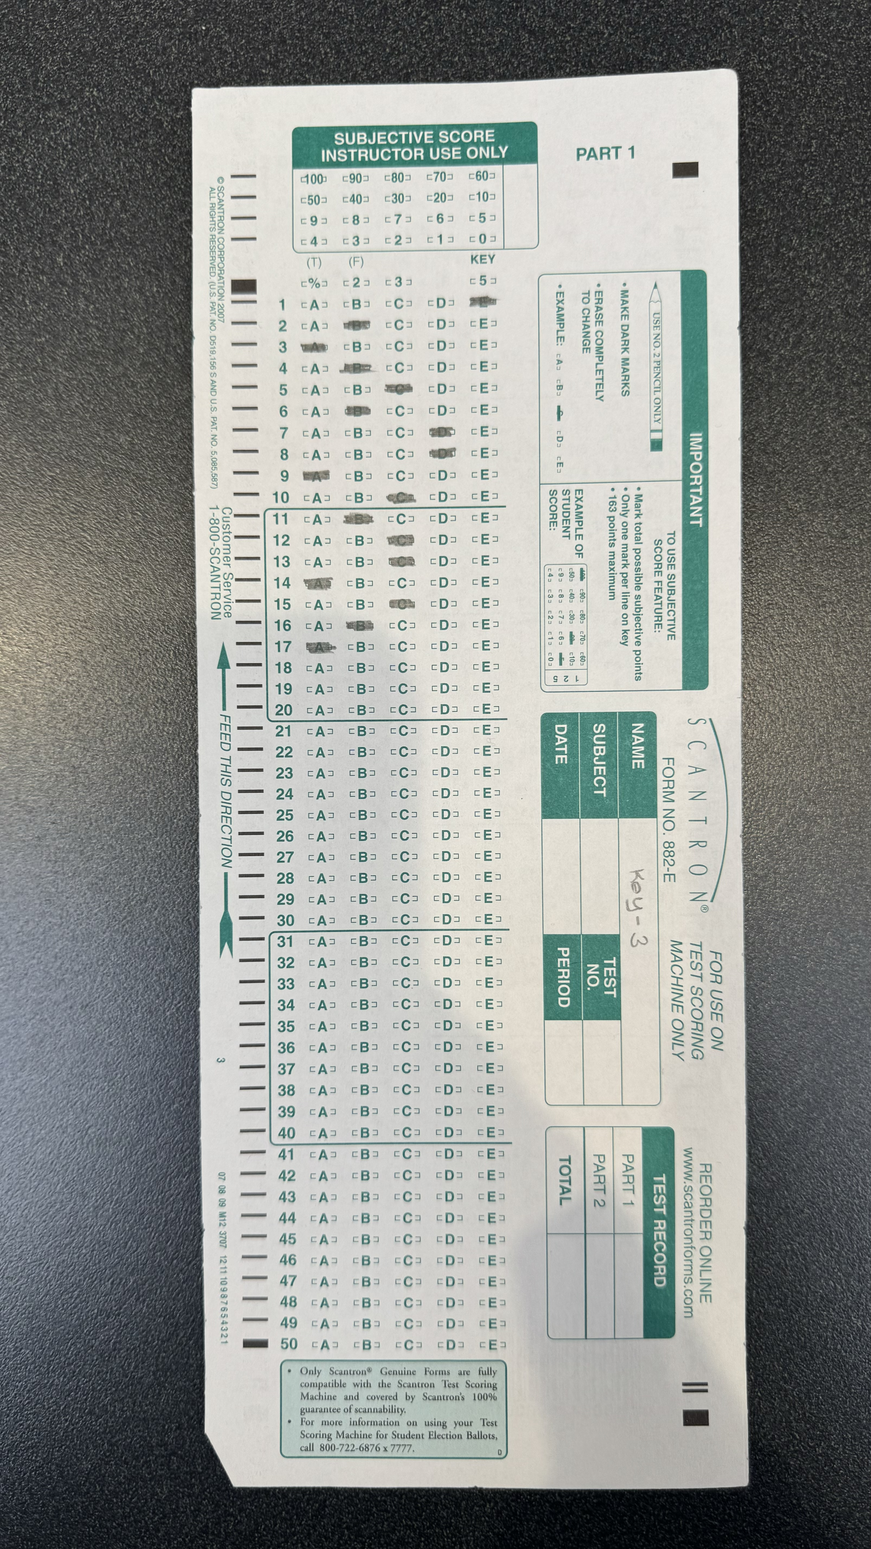 SUBJECTIVE SCORE
INSTRUCTOR USE ONLY
100 90 80 70 60
50 40 30 20 10
9 8 7 6 5
4 3 2 1 0
PART 1
(T) (F) KEY
% 2 3 5
1 A B C D
2 A C D E
3 B C D E
4 A C D E
5 A B D E
6 A C D E
7 A B C E
8 A B C E
9 B C D E
10 A B C D E
11 A B C D E
12 A B C D E
13 A B C D E
14 A B C D E
15 A B C D E
16 A B C D E
17 A B C D E
18 A B C D E
19 A B C D E
20 A B C D E
21 A B C D E
22 A B C D E
23 A B C D E
24 A B C D E
25 A B C D E
26 A B C D E
27 A B C D E
28 A B C D E
29 A B C D E
30 A B C D E
31 A B C D E
32 A B C D E
33 A B C D E
34 A B C D E
35 A B C D E
36 A B C D E
37 A B C D E
38 A B C D E
39 A B C D E
40 A B C D E
41 A B C D E
42 A B C D E
43 A B C D E
44 A B C D E
45 A B C D E
46 A B C D E
47 A B C D E
48 A B C D E
49 A B C D E
50 A B C D E
• Only Scantron® Genuine Forms are fully
compatible with the Scantron Test Scoring
Machine and covered by Scantron's 100%
guarantee of scannability.
• For more information on using your Test
Scoring Machine for Student Election Ballots,
call 800-722-6876 x 7777.
IMPORTANT
USE NO. 2 PENCIL ONLY
• MAKE DARK MARKS
• ERASE COMPLETELY
TO CHANGE
• EXAMPLE: A B D E
TO USE SUBJECTIVE
SCORE FEATURE:
• Mark total possible subjective points
• Only one mark per line on key
• 163 points maximum
EXAMPLE OF
STUDENT
SCORE:
SCANTRON®
FORM NO. 882-E
FOR USE ON
TEST SCORING
MACHINE ONLY
NAME Key-3
SUBJECT
TEST
NO.
DATE
PERIOD
REORDER ONLINE
www.scantronforms.com
TEST RECORD
PART 1
PART 2
TOTAL
© SCANTRON CORPORATION 2007
ALL RIGHTS RESERVED. (U.S. PAT. NO. D519,156 S AND U.S. PAT. NO. 5,085,587)
Customer Service
1-800-SCANTRON
FEED THIS DIRECTION
3
07 08 09 M12 3707 12 11 10 9 8 7 6 5 4 3 2 1